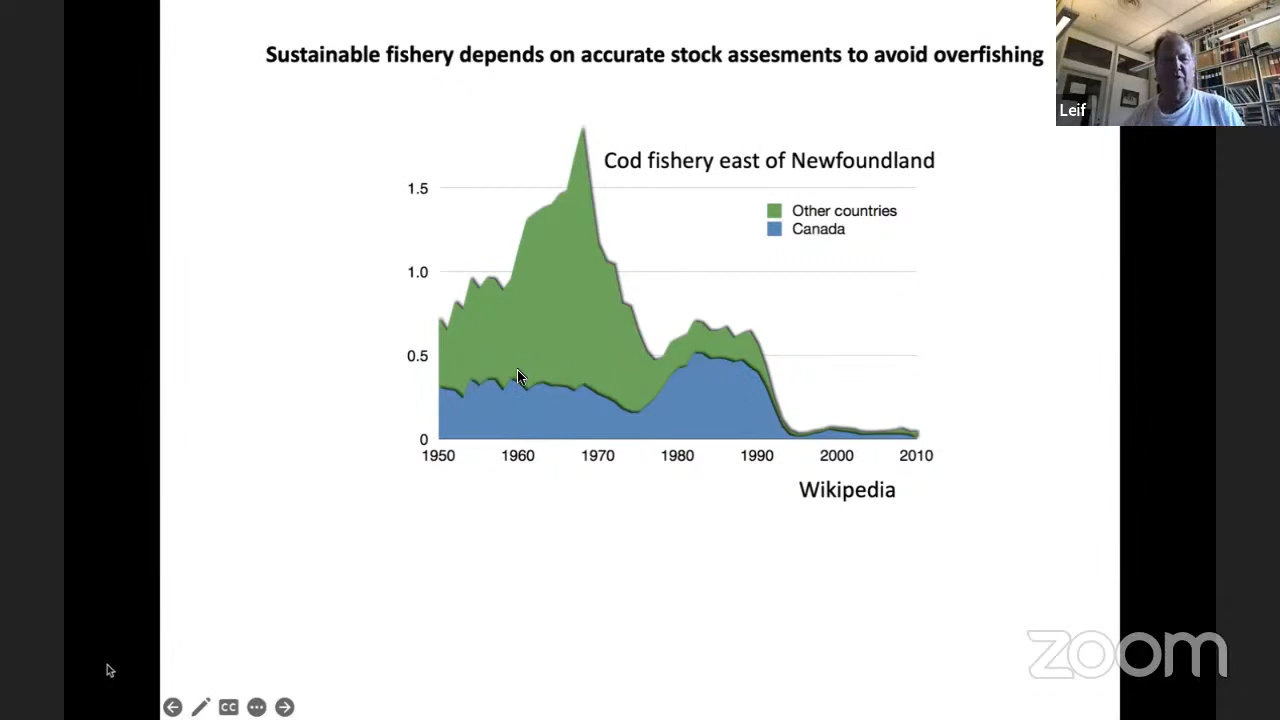 Sustainable fishery depends on accurate stock assesments to avoid overfishing
Leif
Cod fishery east of Newfoundland
1.5
Other countries
Canada
1.0
0.5
0
1950 1960 1970 1980 1990 2000 2010
Wikipedia
zoom
CC